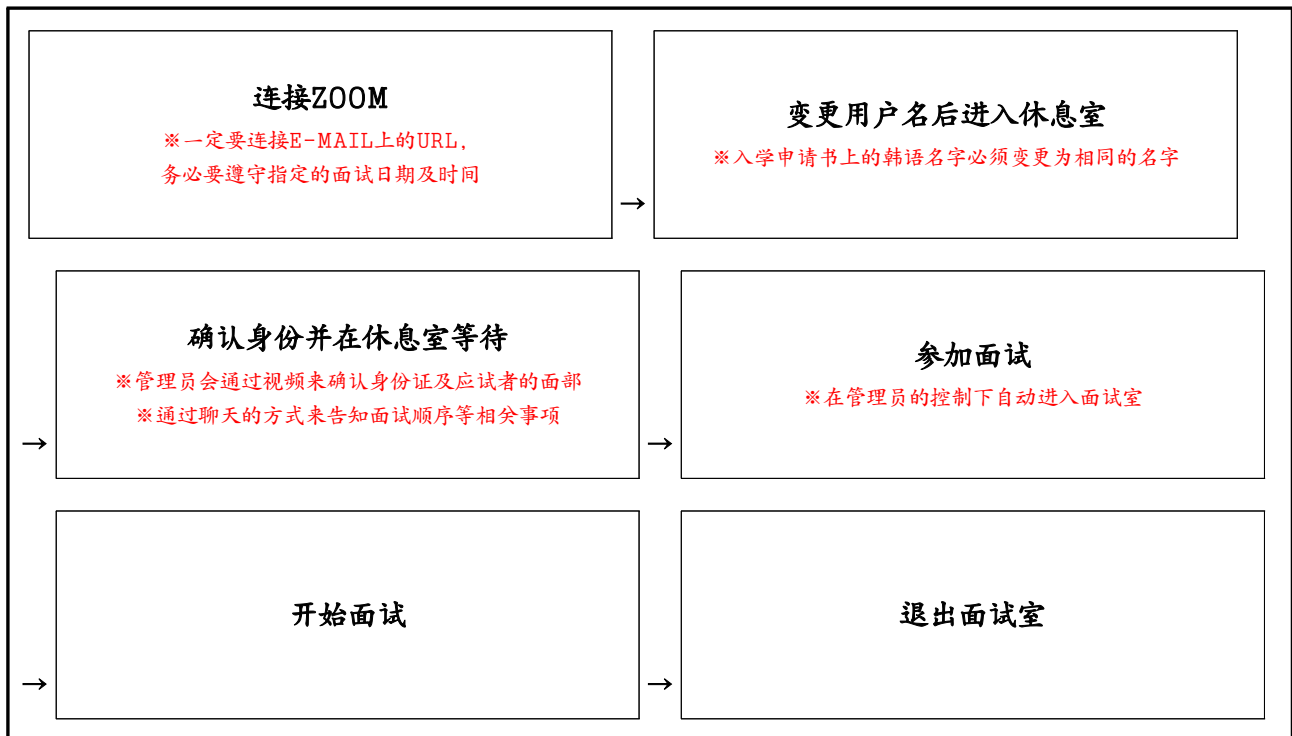 连接ZOOM
※一定要连接E-MAIL上的URL,
务必要遵守指定的面试日期及时间
→
变更用户名后进入休息室
※入学申请书上的韩语名字必须变更为相同的名字
→
确认身份并在休息室等待
※管理员会通过视频来确认身份证及应试者的面部
※通过聊天的方式来告知面试顺序等相关事项
→
参加面试
※在管理员的控制下自动进入面试室
→
开始面试
→
退出面试室